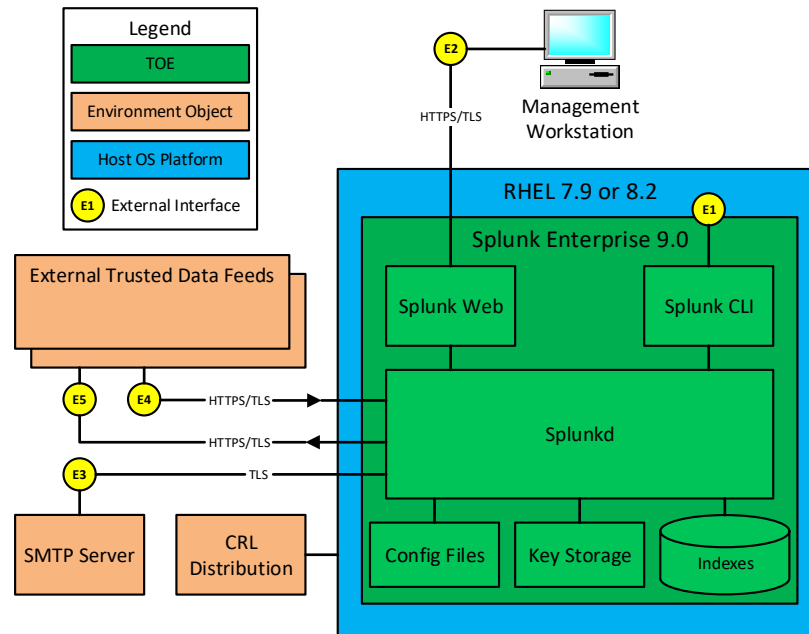 Legend
TOE
Environment Object
Host OS Platform
E1
External Interface
E2
HTTPS/TLS
Management
Workstation
RHEL 7.9 or 8.2
E1
Splunk Enterprise 9.0
Splunk Web
Splunk CLI
External Trusted Data Feeds
E5
E4
HTTPS/TLS
HTTPS/TLS
Splunkd
E3
TLS
SMTP Server
CRL
Distribution
Config Files
Key Storage
Indexes